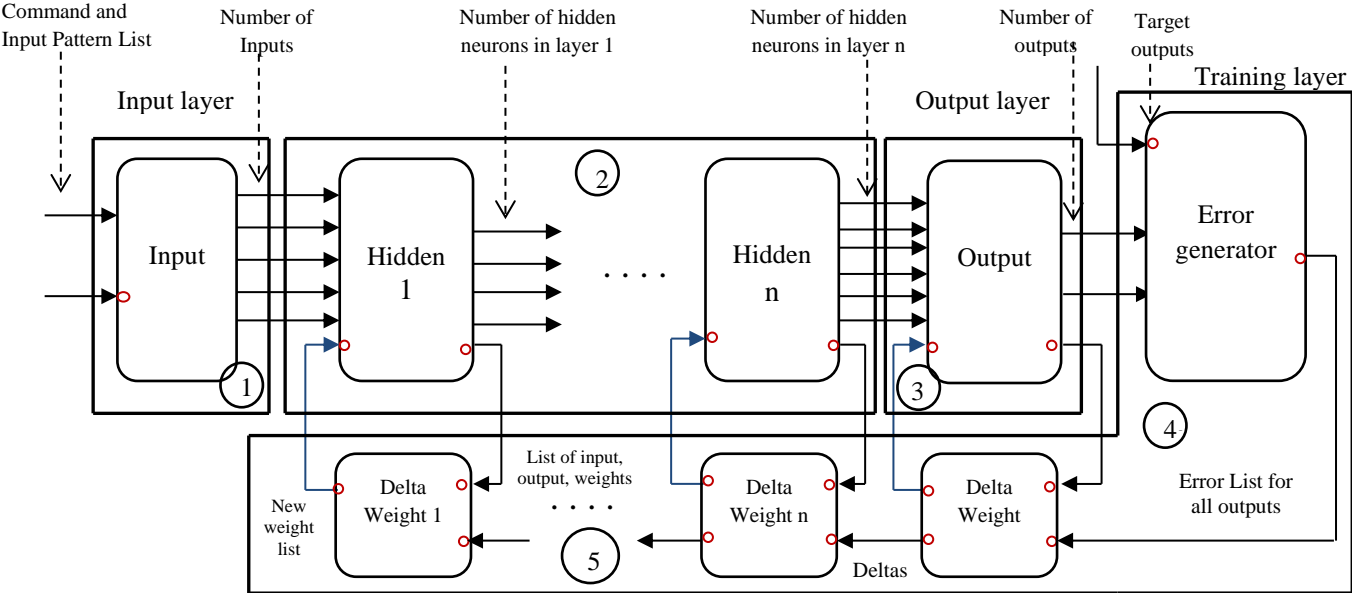 Command and
Input Pattern List
Number of
Inputs
Number of hidden
neurons in layer 1
Number of hidden
neurons in layer n
Number of
outputs
Target
outputs
Training layer
Input layer
Output layer
2
Input
Hidden
1
. . . .
Hidden
n
Output
Error
generator
1
3
4
Delta
Weight 1
List of input,
output, weights
. . . .
Delta
Weight n
Delta
Weight
Error List for
all outputs
New
weight
list
5
Deltas